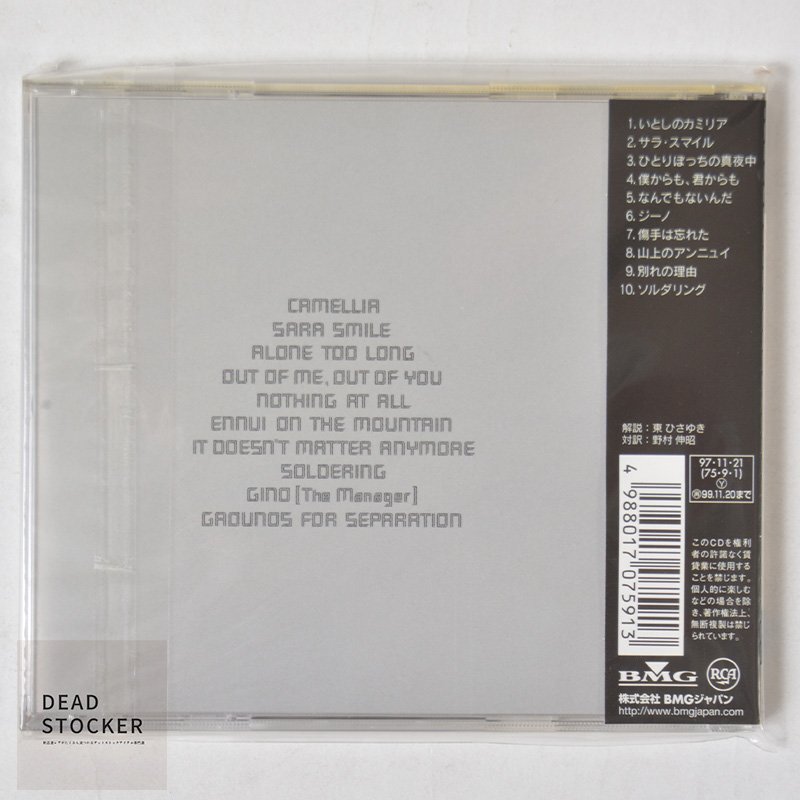 CAMELLIA
SARA SMILE
ALONE TOO LONG
OUT OF ME, OUT OF YOU
NOTHING AT ALL
ENNUI ON THE MOUNTAIN
IT DOESN'T MATTER ANYMORE
SOLDERING
GINO [The Manager]
GROUNDS FOR SEPARATION
1. いとしのカミリア
2. サラ・スマイル
3. ひとりぼっちの真夜中
4. 僕からも、君からも
5. なんでもないんだ
6. ジーノ
7. 傷手は忘れた
8. 山上のアンニュイ
9. 別れの理由
10. ソルダリング
解説：東 ひさゆき
対訳：野村 伸昭
97・11・21
(75・9・1)
Y
再99.11.20まで
4 988017 075913
このCDを権利
者の許諾なく賃
貸業に使用する
ことを禁じます。
個人的に楽しむ
などの場合を除
き、著作権法上、
無断複製は禁じ
られています。
BMG RCA
株式会社 BMGジャパン
http://www.bmgjapan.com
DEAD
STOCKER